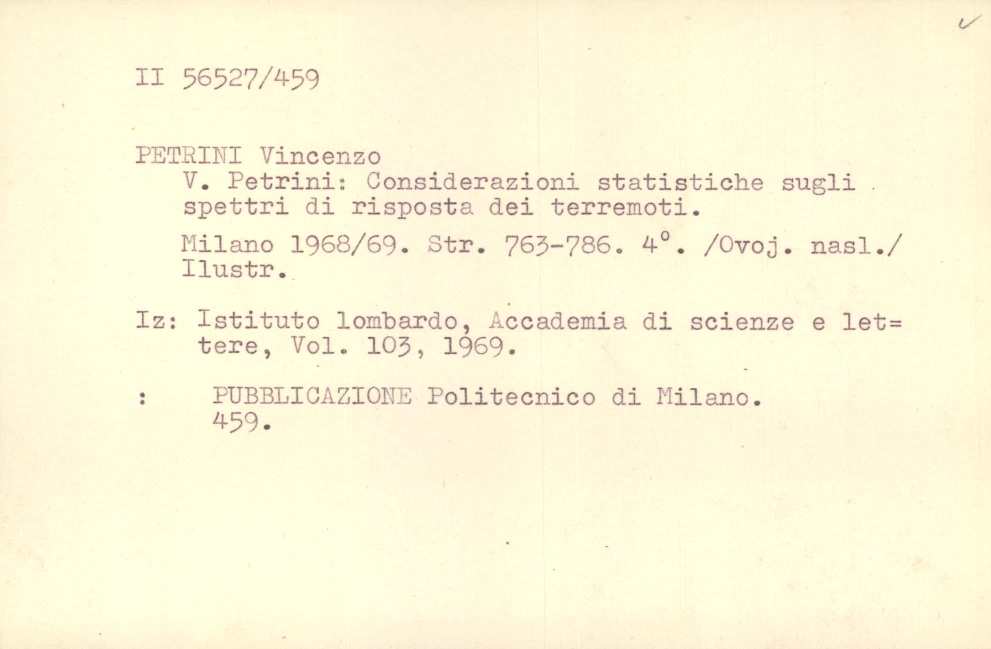 II 56527/459
PETRINI Vincenzo
V. Petrini: Considerazioni statistiche sugli
spettri di risposta dei terremoti.
Milano 1968/69. Str. 763-786. 4°. /Ovoj. nasl./
Ilustr.
Iz: Istituto lombardo, Accademia di scienze e let=
tere, Vol. 103, 1969.
: PUBBLICAZIONE Politecnico di Milano.
459.